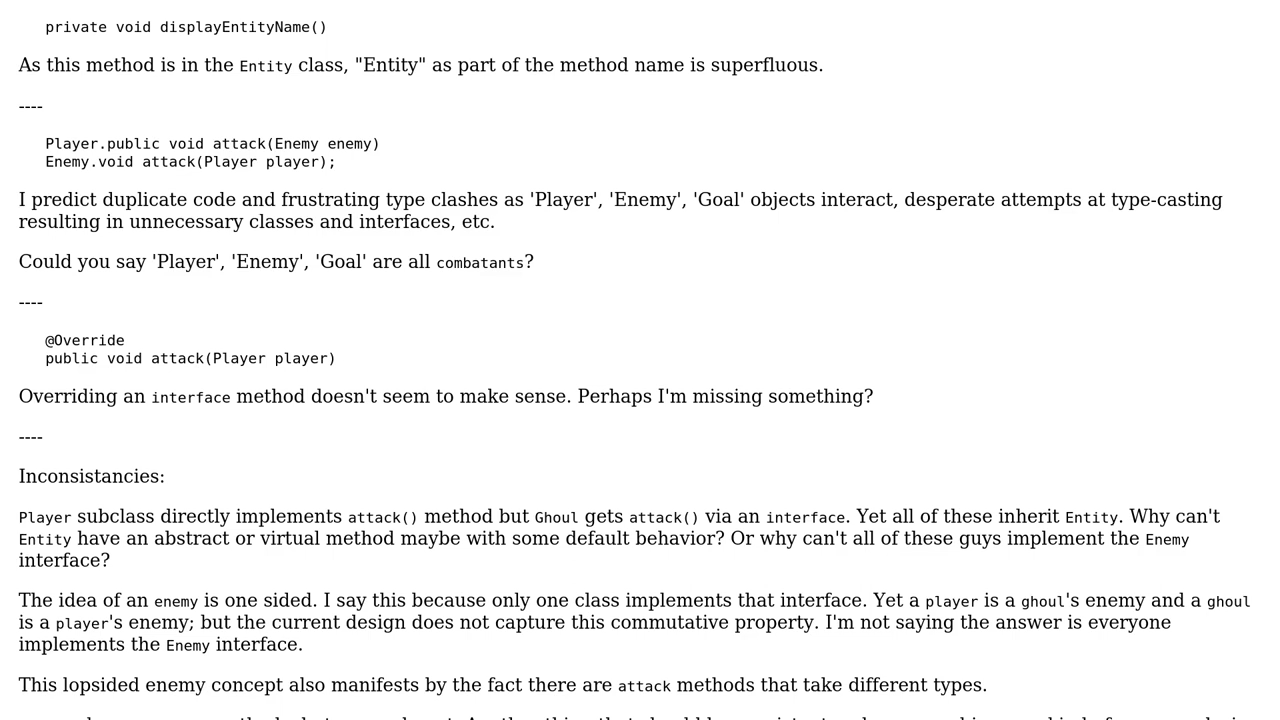 private void displayEntityName()
As this method is in the Entity class, "Entity" as part of the method name is superfluous.
----
Player.public void attack(Enemy enemy)
Enemy.void attack(Player player);
I predict duplicate code and frustrating type clashes as 'Player', 'Enemy', 'Goal' objects interact, desperate attempts at type-casting
resulting in unnecessary classes and interfaces, etc.
Could you say 'Player', 'Enemy', 'Goal' are all combatants?
----
@Override
public void attack(Player player)
Overriding an interface method doesn't seem to make sense. Perhaps I'm missing something?
----
Inconsistancies:
Player subclass directly implements attack() method but Ghoul gets attack() via an interface. Yet all of these inherit Entity. Why can't
Entity have an abstract or virtual method maybe with some default behavior? Or why can't all of these guys implement the Enemy
interface?
The idea of an enemy is one sided. I say this because only one class implements that interface. Yet a player is a ghoul's enemy and a ghoul
is a player's enemy; but the current design does not capture this commutative property. I'm not saying the answer is everyone
implements the Enemy interface.
This lopsided enemy concept also manifests by the fact there are attack methods that take different types.